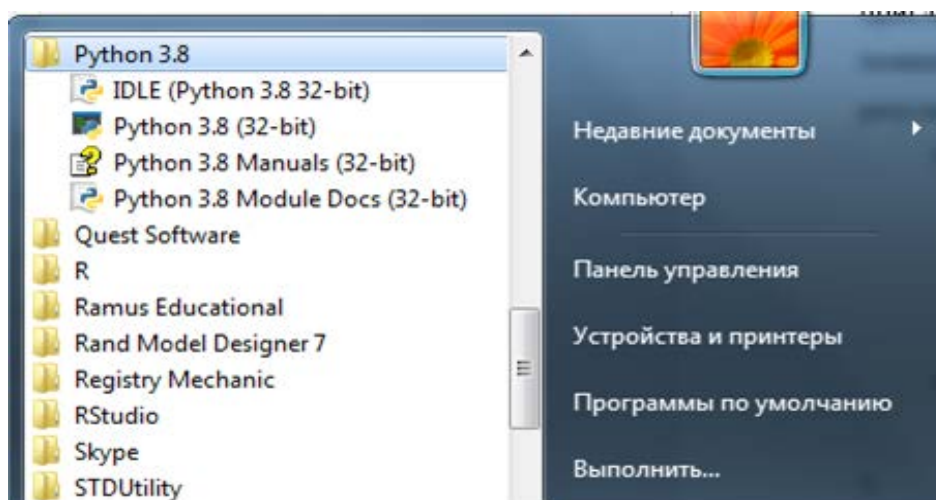 Python 3.8
IDLE (Python 3.8 32-bit)
Python 3.8 (32-bit)
Python 3.8 Manuals (32-bit)
Python 3.8 Module Docs (32-bit)
Quest Software
R
Ramus Educational
Rand Model Designer 7
Registry Mechanic
RStudio
Skype
STDUtility
Недавние документы
Компьютер
Панель управления
Устройства и принтеры
Программы по умолчанию
Выполнить...